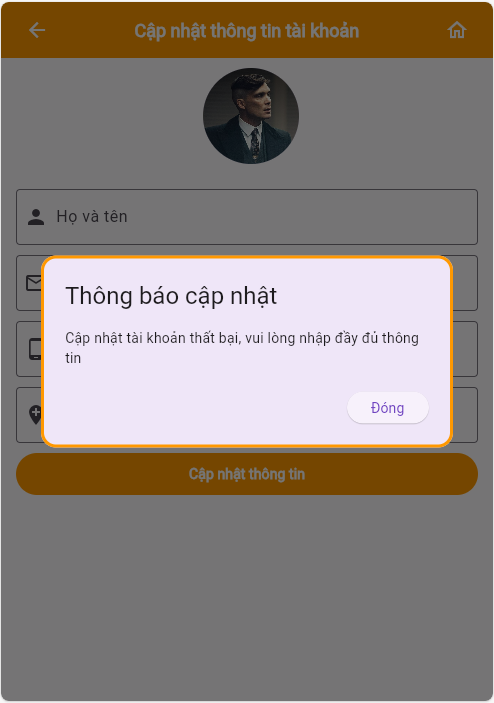 Cập nhật thông tin tài khoản
Họ và tên
Thông báo cập nhật
Cập nhật tài khoản thất bại, vui lòng nhập đầy đủ thông
tin
Đóng
Cập nhật thông tin